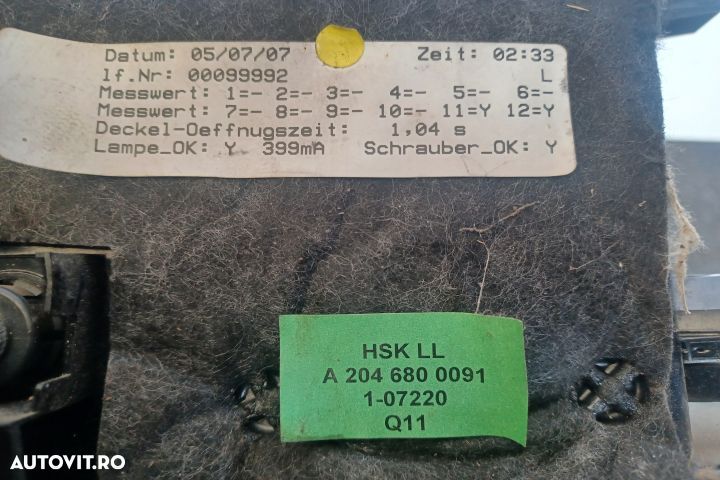 Datum: 05/07/07 Zeit: 02:33
lf.Nr: 00099992 L
Messwert: 1=- 2=- 3=- 4=- 5=- 6=-
Messwert: 7=- 8=- 9=- 10=- 11=Y 12=Y
Deckel-Oeffnugszeit: 1,04 s
Lampe_OK: Y 399mA Schrauber_OK: Y
HSK LL
A 204 680 0091
1-07220
Q11
AUTOVIT.RO